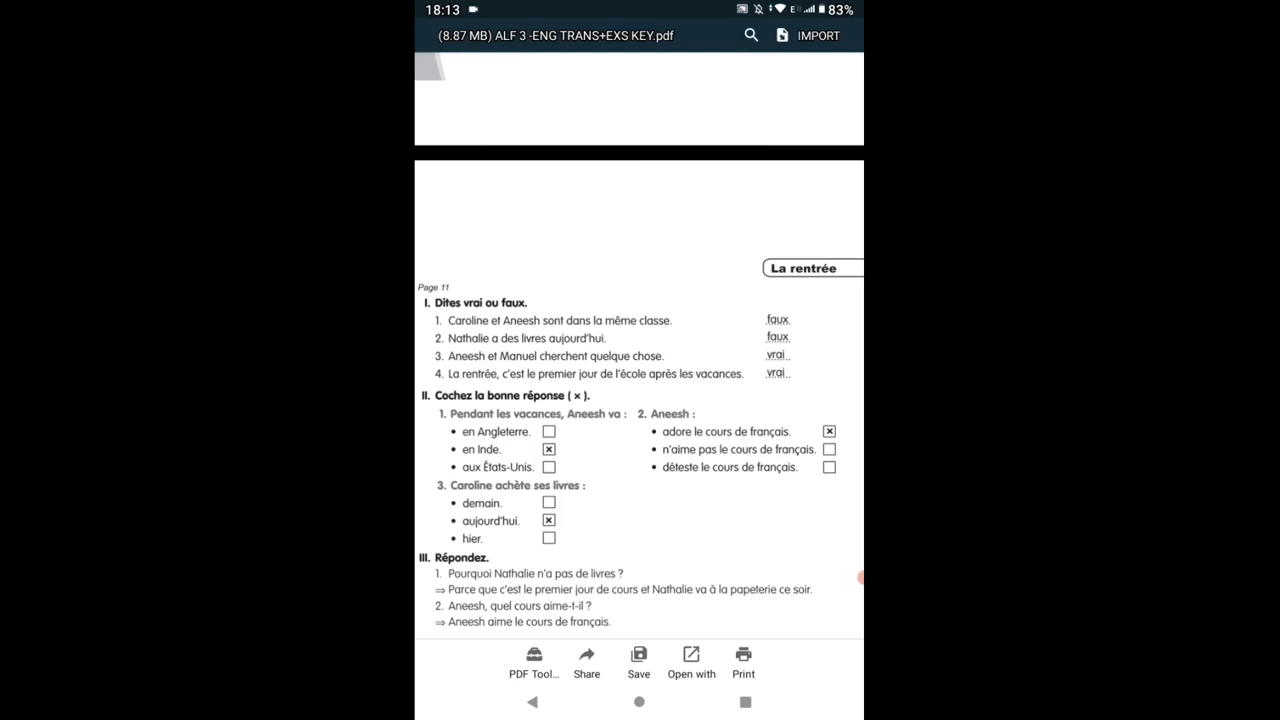 18:13 83%
(8.87 MB) ALF 3 -ENG TRANS+EXS KEY.pdf IMPORT
La rentrée
Page 11
I. Dites vrai ou faux.
1. Caroline et Aneesh sont dans la même classe. faux
2. Nathalie a des livres aujourd'hui. faux
3. Aneesh et Manuel cherchent quelque chose. vrai
4. La rentrée, c'est le premier jour de l'école après les vacances. vrai
II. Cochez la bonne réponse ( × ).
1. Pendant les vacances, Aneesh va : 2. Aneesh :
• en Angleterre. • adore le cours de français. ×
• en Inde. × • n'aime pas le cours de français.
• aux États-Unis. • déteste le cours de français.
3. Caroline achète ses livres :
• demain.
• aujourd'hui. ×
• hier.
III. Répondez.
1. Pourquoi Nathalie n'a pas de livres ?
⇒ Parce que c'est le premier jour de cours et Nathalie va à la papeterie ce soir.
2. Aneesh, quel cours aime-t-il ?
⇒ Aneesh aime le cours de français.
PDF Tool... Share Save Open with Print